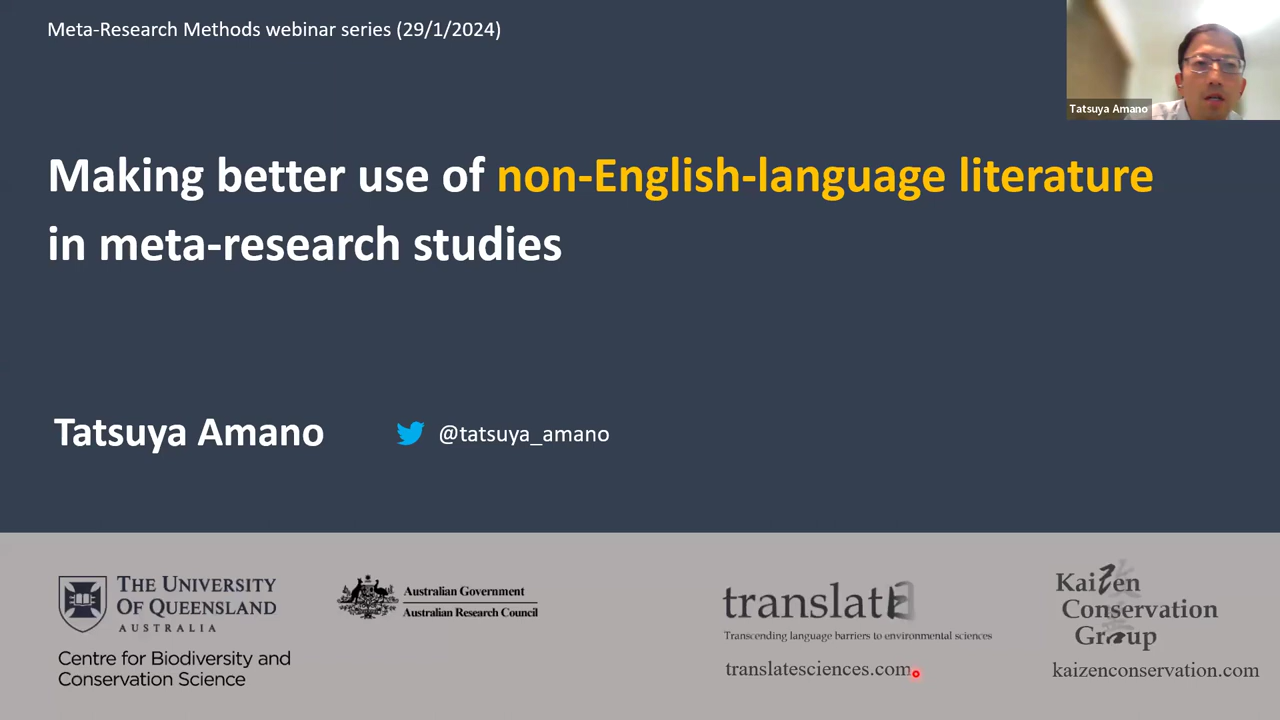 Meta-Research Methods webinar series (29/1/2024)
Tatsuya Amano
Making better use of non-English-language literature
in meta-research studies
Tatsuya Amano
@tatsuya_amano
THE UNIVERSITY
OF QUEENSLAND
AUSTRALIA
Centre for Biodiversity and
Conservation Science
Australian Government
Australian Research Council
translatE
Transcending language barriers to environmental sciences
translatesciences.com
Kaizen
Conservation
Group
kaizenconservation.com